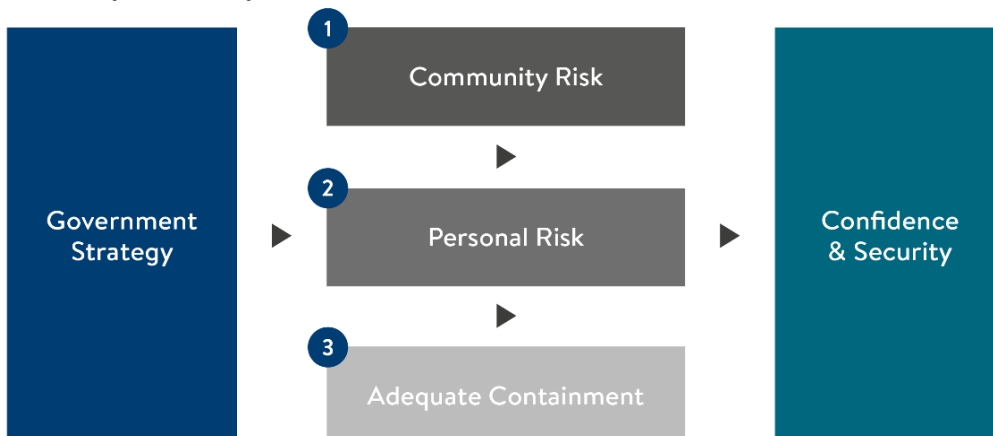 1
Community Risk
Government
Strategy
2
Personal Risk
Confidence
& Security
3
Adequate Containment